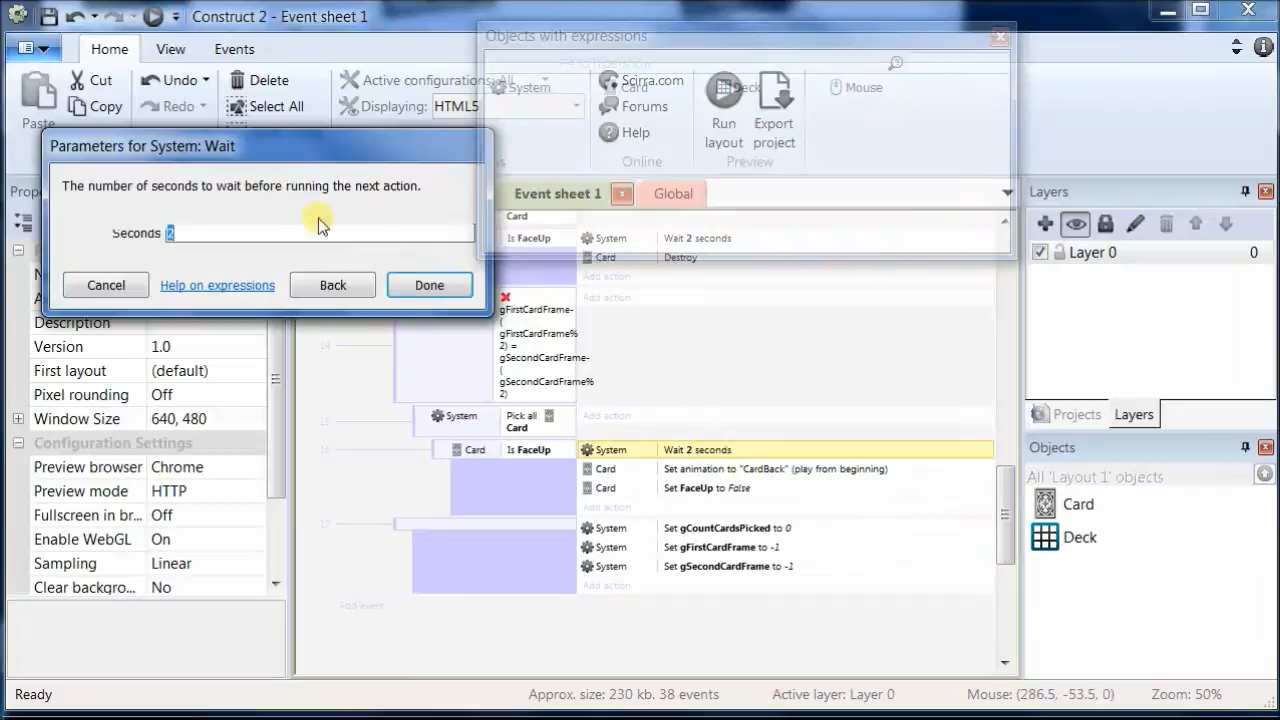 Construct 2 - Event sheet 1
Objects with expressions
Home View Events
Cut Undo Delete Active configurations: All
System Scirra.com Mouse
Copy Redo Select All Displaying: HTML5 Forums
Paste Help Run layout Export project
Online Preview
Parameters for System: Wait
The number of seconds to wait before running the next action.
Seconds 2
Cancel Help on expressions Back Done
Event sheet 1 Global
Card
Is FaceUp System Wait 2 seconds
Card Destroy
Add action
Add action
14
gFirstCardFrame-
(
gFirstCardFrame%
2) =
gSecondCardFrame-
(
gSecondCardFrame%
2)
15 System Pick all Card Add action
16 Card Is FaceUp System Wait 2 seconds
Card Set animation to "CardBack" (play from beginning)
Card Set FaceUp to False
Add action
System Set gCountCardsPicked to 0
System Set gFirstCardFrame to -1
System Set gSecondCardFrame to -1
Add action
Add event
Description
Version 1.0
First layout (default)
Pixel rounding Off
Window Size 640, 480
Configuration Settings
Preview browser Chrome
Preview mode HTTP
Fullscreen in br... Off
Enable WebGL On
Sampling Linear
Clear backgro... No
Layers
Layer 0 0
Projects Layers
Objects
All 'Layout 1' objects
Card
Deck
Ready Approx. size: 230 kb, 38 events Active layer: Layer 0 Mouse: (286.5, -53.5, 0) Zoom: 50%